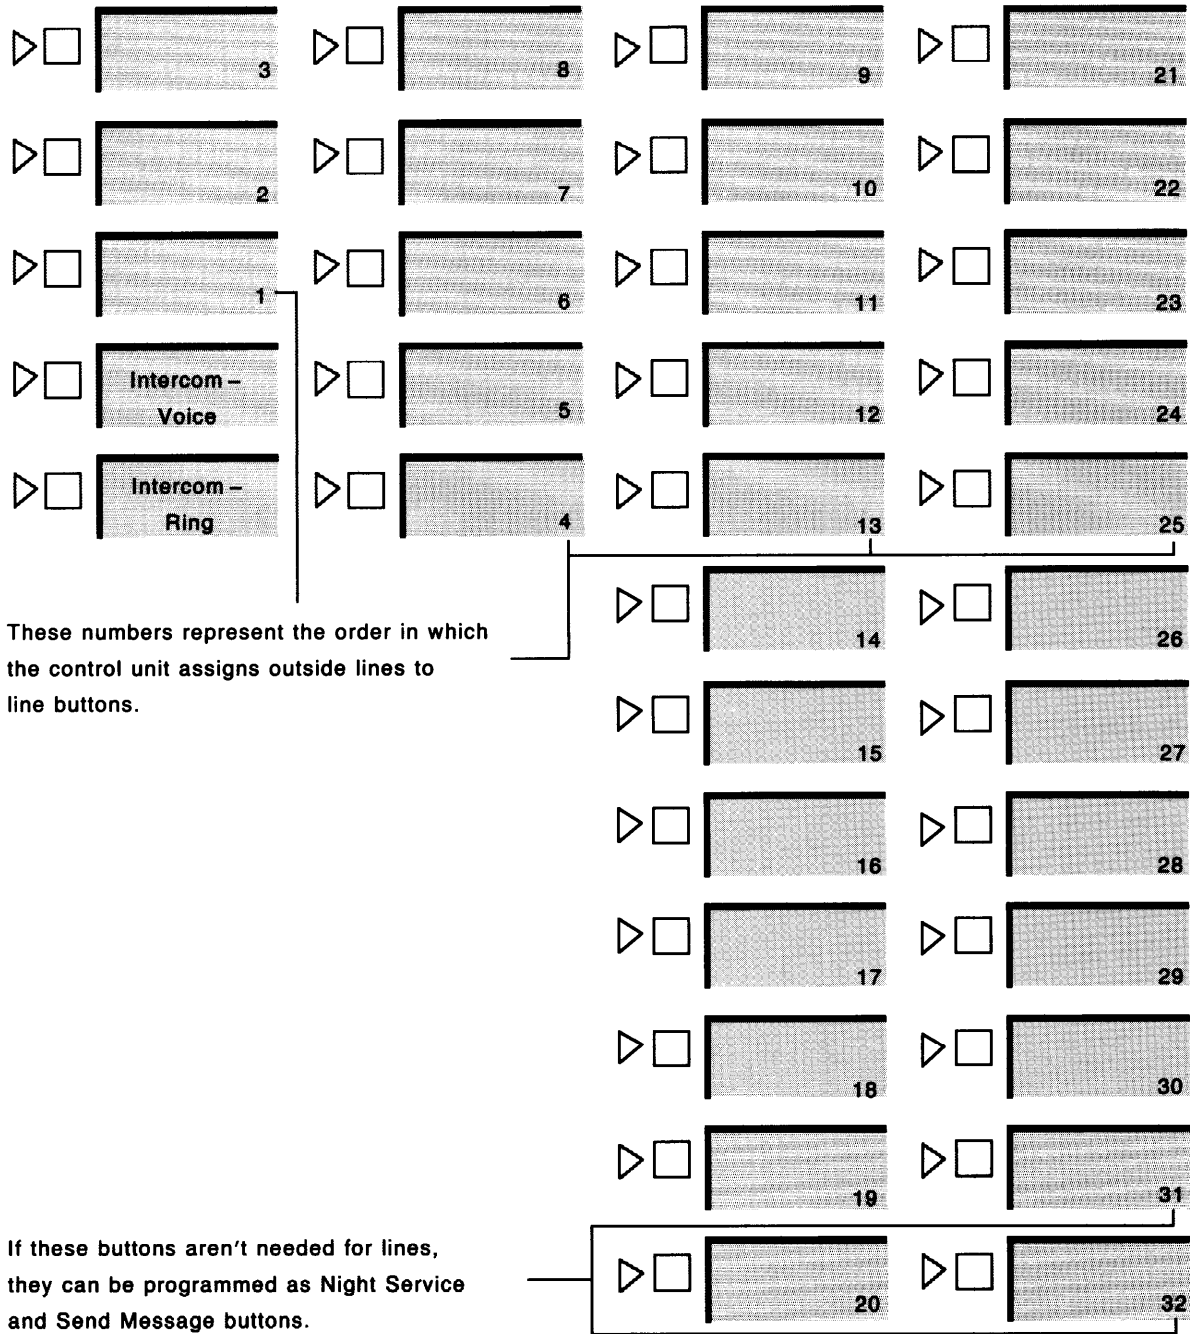 3 8 9 21
2 7 10 22
1 6 11 23
Intercom –
Voice
5 12 24
Intercom –
Ring
4 13 25
14 26
These numbers represent the order in which
the control unit assigns outside lines to
line buttons.
15 27
16 28
17 29
18 30
19 31
If these buttons aren't needed for lines,
they can be programmed as Night Service
and Send Message buttons.
20 32